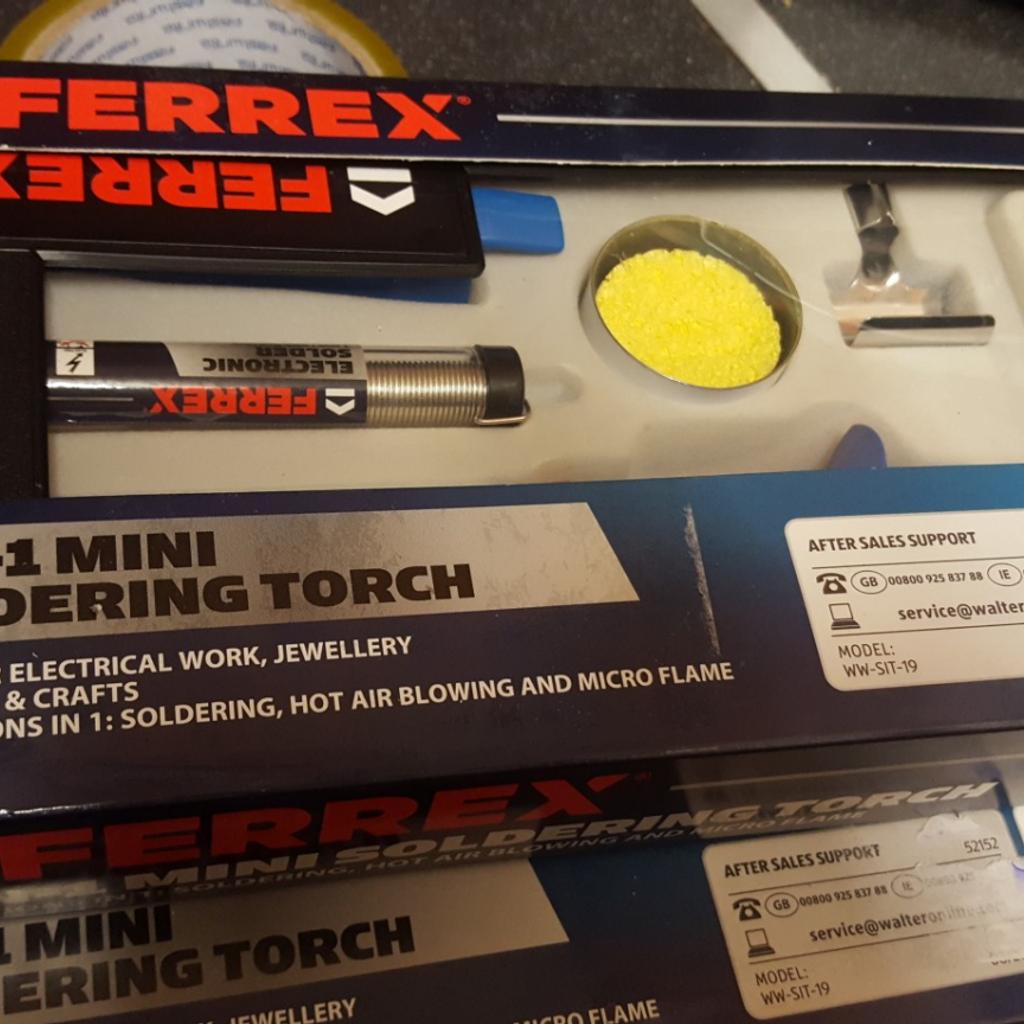 FERREX®
FERREX
ELECTRONIC
SOLDER
FERREX
-1 MINI
DERING TORCH
ELECTRICAL WORK, JEWELLERY
& CRAFTS
ONS IN 1: SOLDERING, HOT AIR BLOWING AND MICRO FLAME
AFTER SALES SUPPORT
GB 00800 925 837 88 IE
service@walter
MODEL:
WW-SIT-19
FERREX®
MINI SOLDERING TORCH
1: SOLDERING, HOT AIR BLOWING AND MICRO FLAME
1 MINI
ERING TORCH
JEWELLERY
MICRO FLAME
AFTER SALES SUPPORT 52152
GB 00800 925 837 88 IE
service@walteronline.com
MODEL:
WW-SIT-19